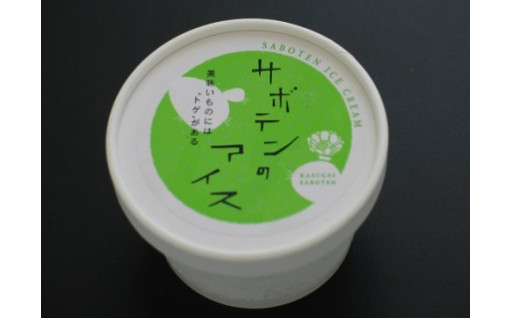 SABOTEN ICE CREAM
サボテンの
アイス
美味いものには
"トゲ"がある
KASUGAI
SABOTEN